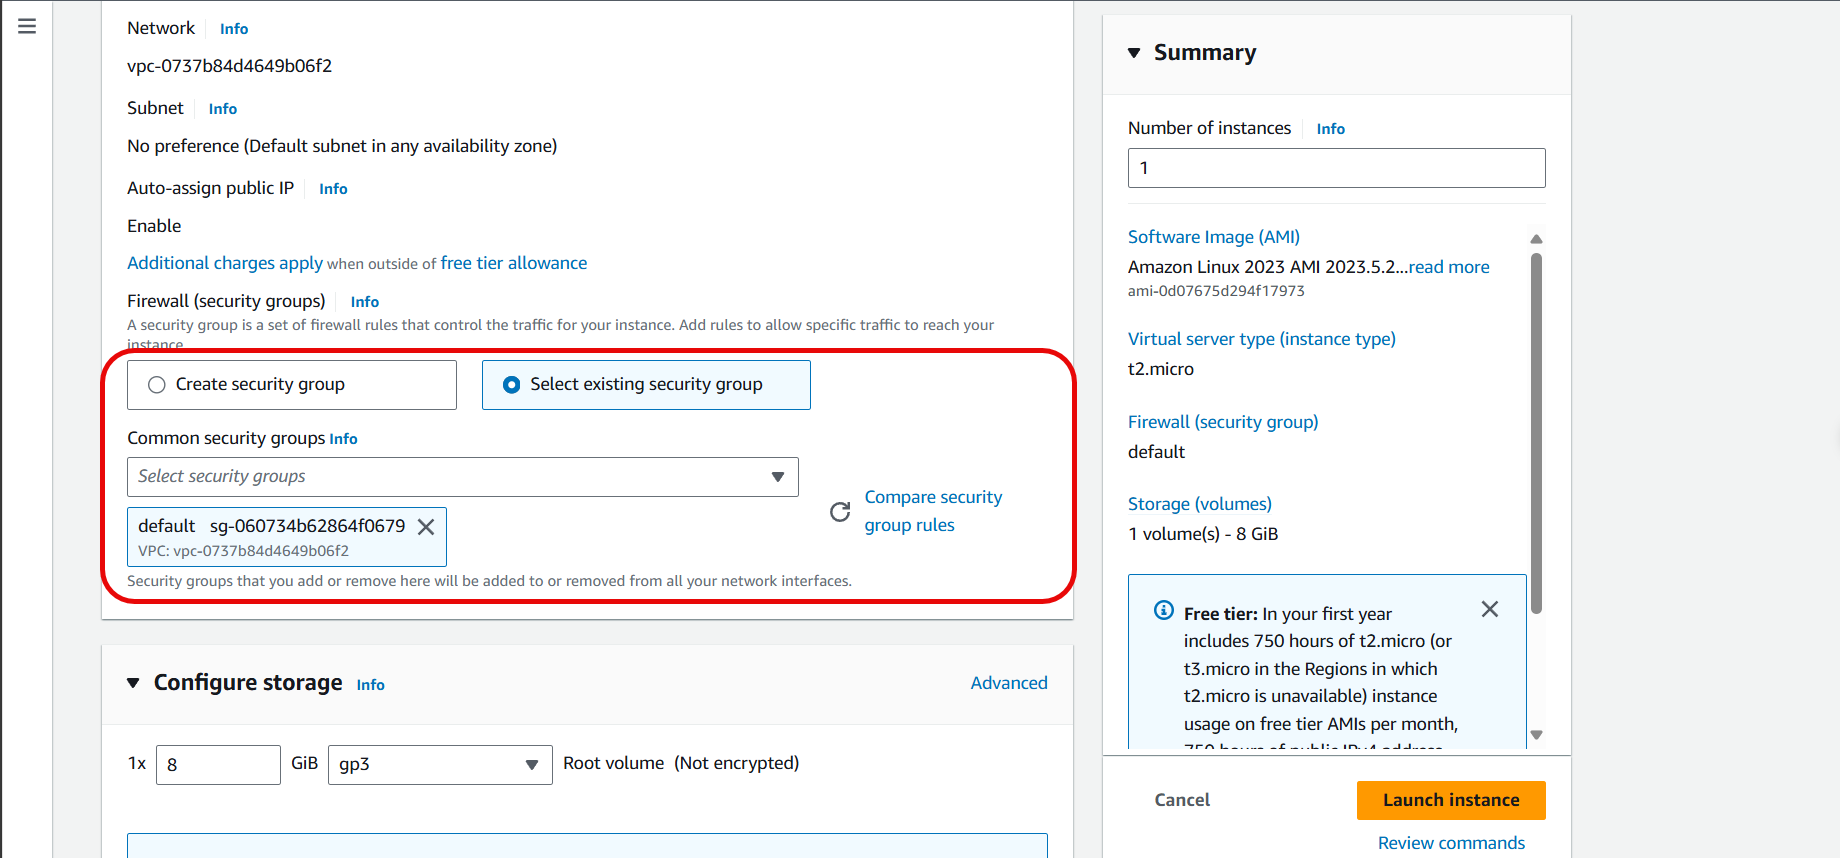 Network Info
vpc-0737b84d4649b06f2
Subnet Info
No preference (Default subnet in any availability zone)
Auto-assign public IP Info
Enable
Additional charges apply when outside of free tier allowance
Firewall (security groups) Info
A security group is a set of firewall rules that control the traffic for your instance. Add rules to allow specific traffic to reach your
instance.
Create security group
Select existing security group
Common security groups Info
Select security groups
default sg-060734b62864f0679
VPC: vpc-0737b84d4649b06f2
Compare security
group rules
Security groups that you add or remove here will be added to or removed from all your network interfaces.
Configure storage Info
Advanced
1x 8 GiB gp3 Root volume (Not encrypted)
Summary
Number of instances Info
1
Software Image (AMI)
Amazon Linux 2023 AMI 2023.5.2...read more
ami-0d07675d294f17973
Virtual server type (instance type)
t2.micro
Firewall (security group)
default
Storage (volumes)
1 volume(s) - 8 GiB
Free tier: In your first year
includes 750 hours of t2.micro (or
t3.micro in the Regions in which
t2.micro is unavailable) instance
usage on free tier AMIs per month,
750 hours of public IPv4 address
Cancel
Launch instance
Review commands